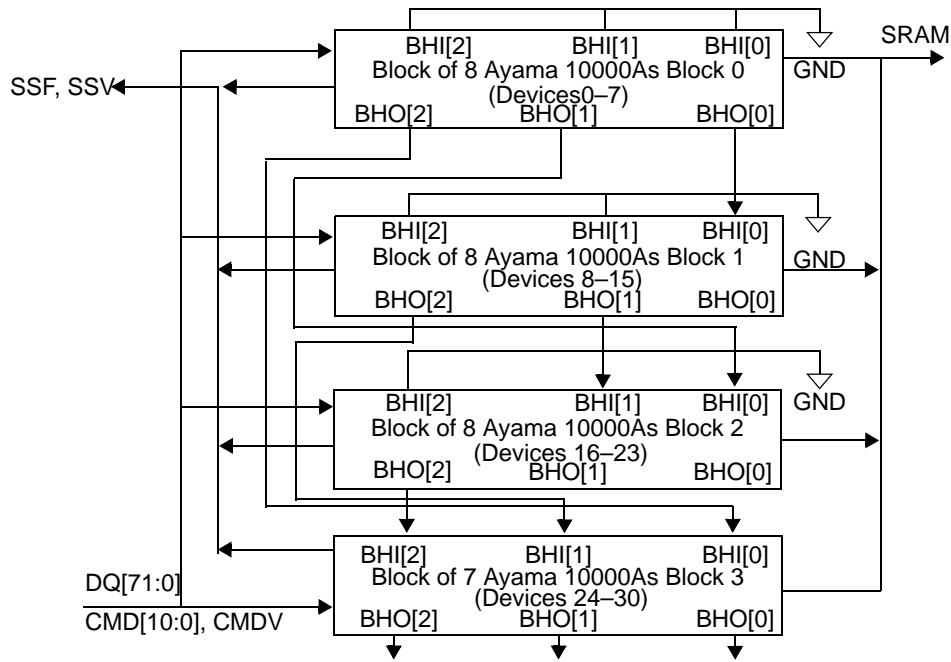 SRAM
BHI[2] BHI[1] BHI[0]
GND
Block of 8 Ayama 10000As Block 0
SSF, SSV
(Devices0–7)
BHO[2] BHO[1] BHO[0]
BHI[2] BHI[1] BHI[0]
GND
Block of 8 Ayama 10000As Block 1
(Devices 8–15)
BHO[2] BHO[1] BHO[0]
BHI[2] BHI[1] BHI[0]
GND
Block of 8 Ayama 10000As Block 2
(Devices 16–23)
BHO[2] BHO[1] BHO[0]
BHI[2] BHI[1] BHI[0]
DQ[71:0]
Block of 7 Ayama 10000As Block 3
(Devices 24–30)
CMD[10:0], CMDV
BHO[2] BHO[1] BHO[0]